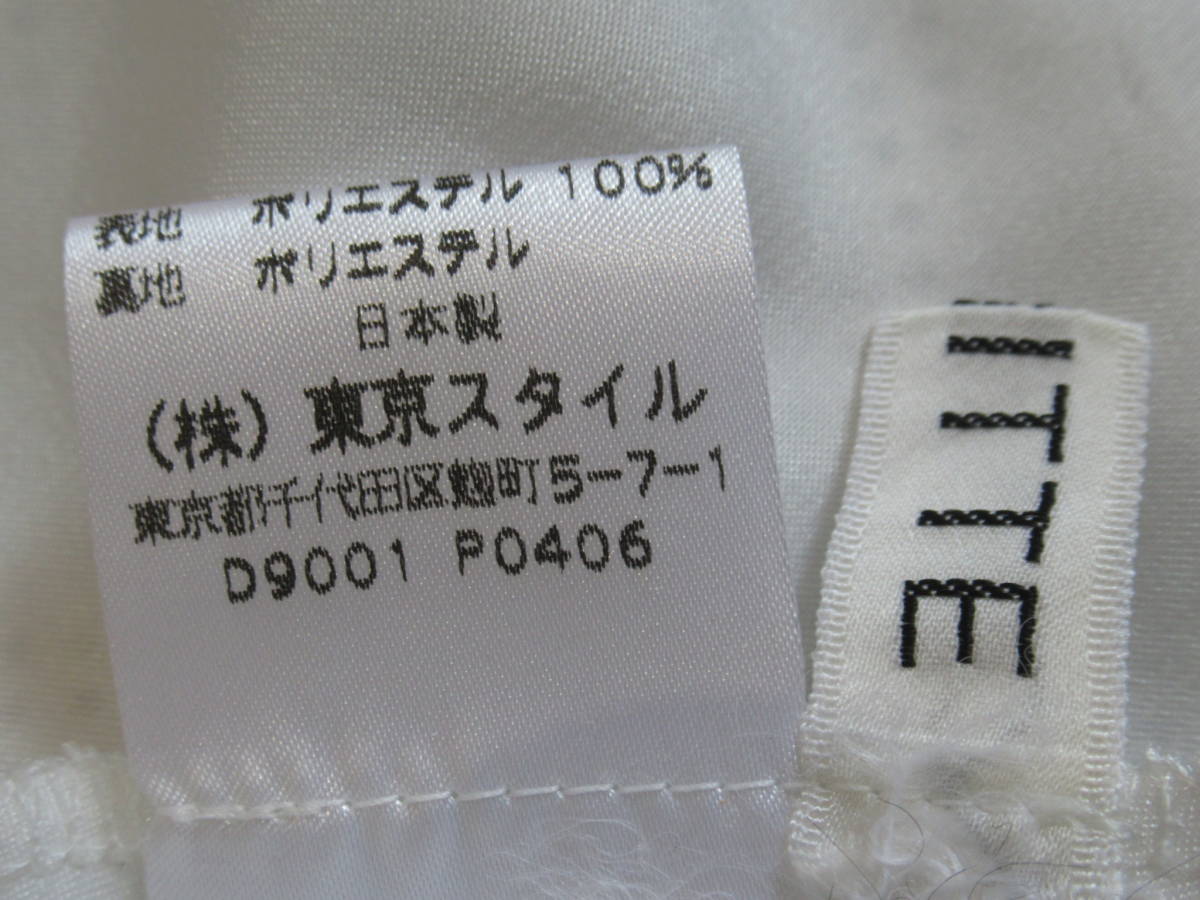 表地 ポリエステル 100%
裏地 ポリエステル
日本製
(株) 東京スタイル
東京都千代田区麹町5-7-1
D9001 P0406
ITTE